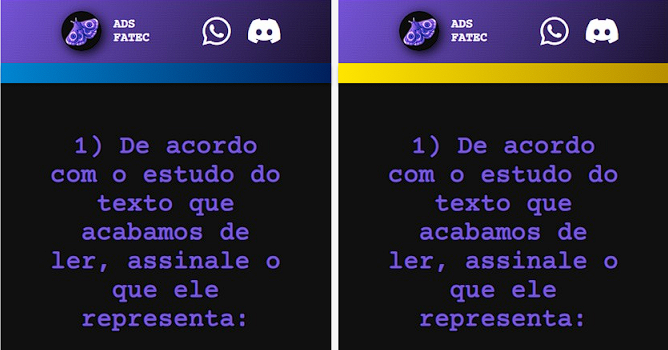 ADS
FATEC
1) De acordo
com o estudo do
texto que
acabamos de
ler, assinale o
que ele
representa:
ADS
FATEC
1) De acordo
com o estudo do
texto que
acabamos de
ler, assinale o
que ele
representa: